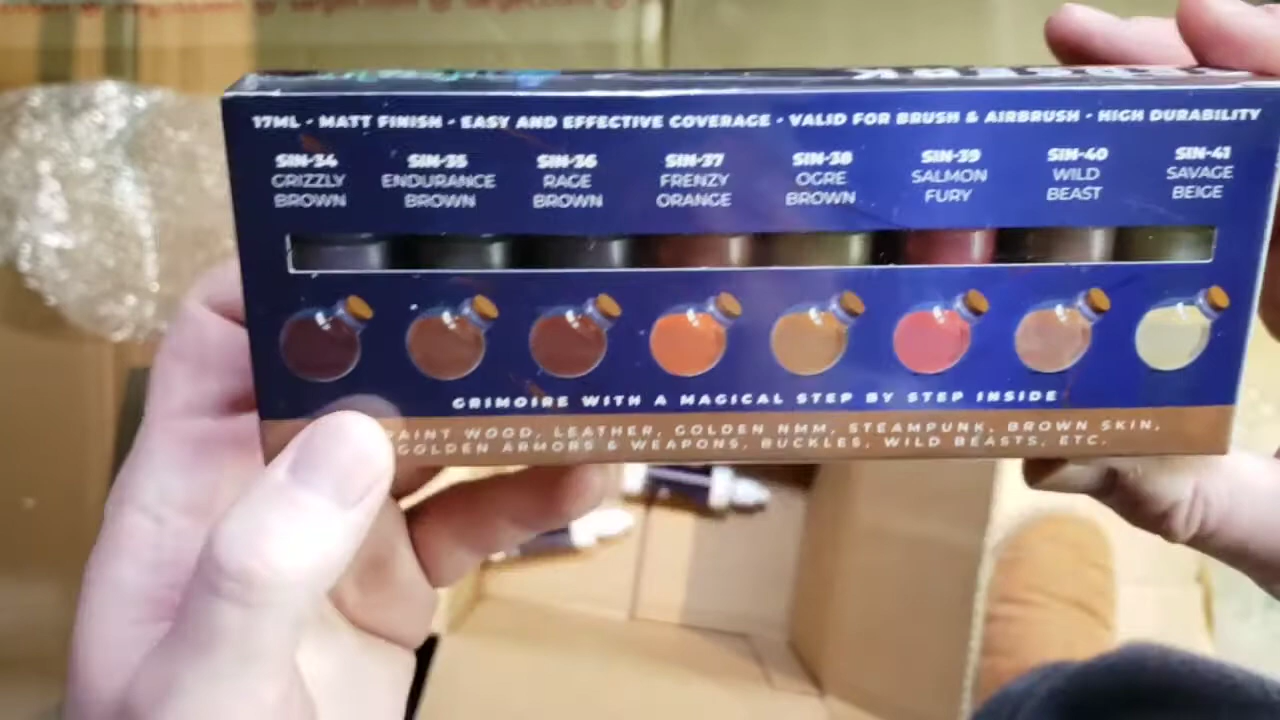 17ML - MATT FINISH - EASY AND EFFECTIVE COVERAGE - VALID FOR BRUSH & AIRBRUSH - HIGH DURABILITY
SIN-34 SIN-35 SIN-36 SIN-37 SIN-38 SIN-39 SIN-40 SIN-41
GRIZZLY ENDURANCE RAGE FRENZY OGRE SALMON WILD SAVAGE
BROWN BROWN BROWN ORANGE BROWN FURY BEAST BEIGE
GRIMOIRE WITH A MAGICAL STEP BY STEP INSIDE
WOOD, LEATHER, GOLDEN NMM, STEAMPUNK, BROWN SKIN,
GOLDEN ARMORS & WEAPONS, BUCKLES, WILD BEASTS, ETC.